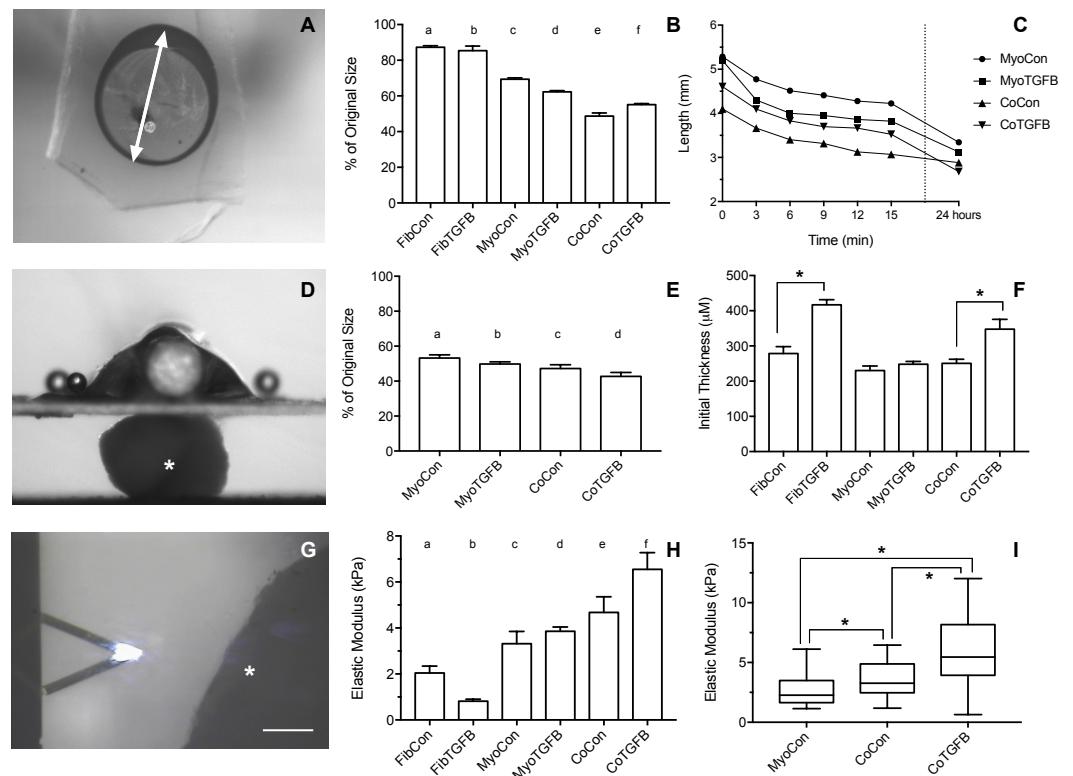 A
B
% of Original Size
100
80
60
40
20
0
a b c d e f
FibCon
FibTGFB
MyoCon
MyoTGFB
CoCon
CoTGFB
C
Length (mm)
6
5
4
3
2
0 3 6 9 12 15 24 hours
Time (min)
MyoCon
MyoTGFB
CoCon
CoTGFB
D
*
E
% of Original Size
100
80
60
40
20
0
a b c d
MyoCon
MyoTGFB
CoCon
CoTGFB
F
Initial Thickness (μM)
500
400
300
200
100
0
* *
FibCon
FibTGFB
MyoCon
MyoTGFB
CoCon
CoTGFB
G
*
H
Elastic Modulus (kPa)
8
6
4
2
0
a b c d e f
FibCon
FibTGFB
MyoCon
MyoTGFB
CoCon
CoTGFB
I
Elastic Modulus (kPa)
15
10
5
0
*
*
*
MyoCon
CoCon
CoTGFB